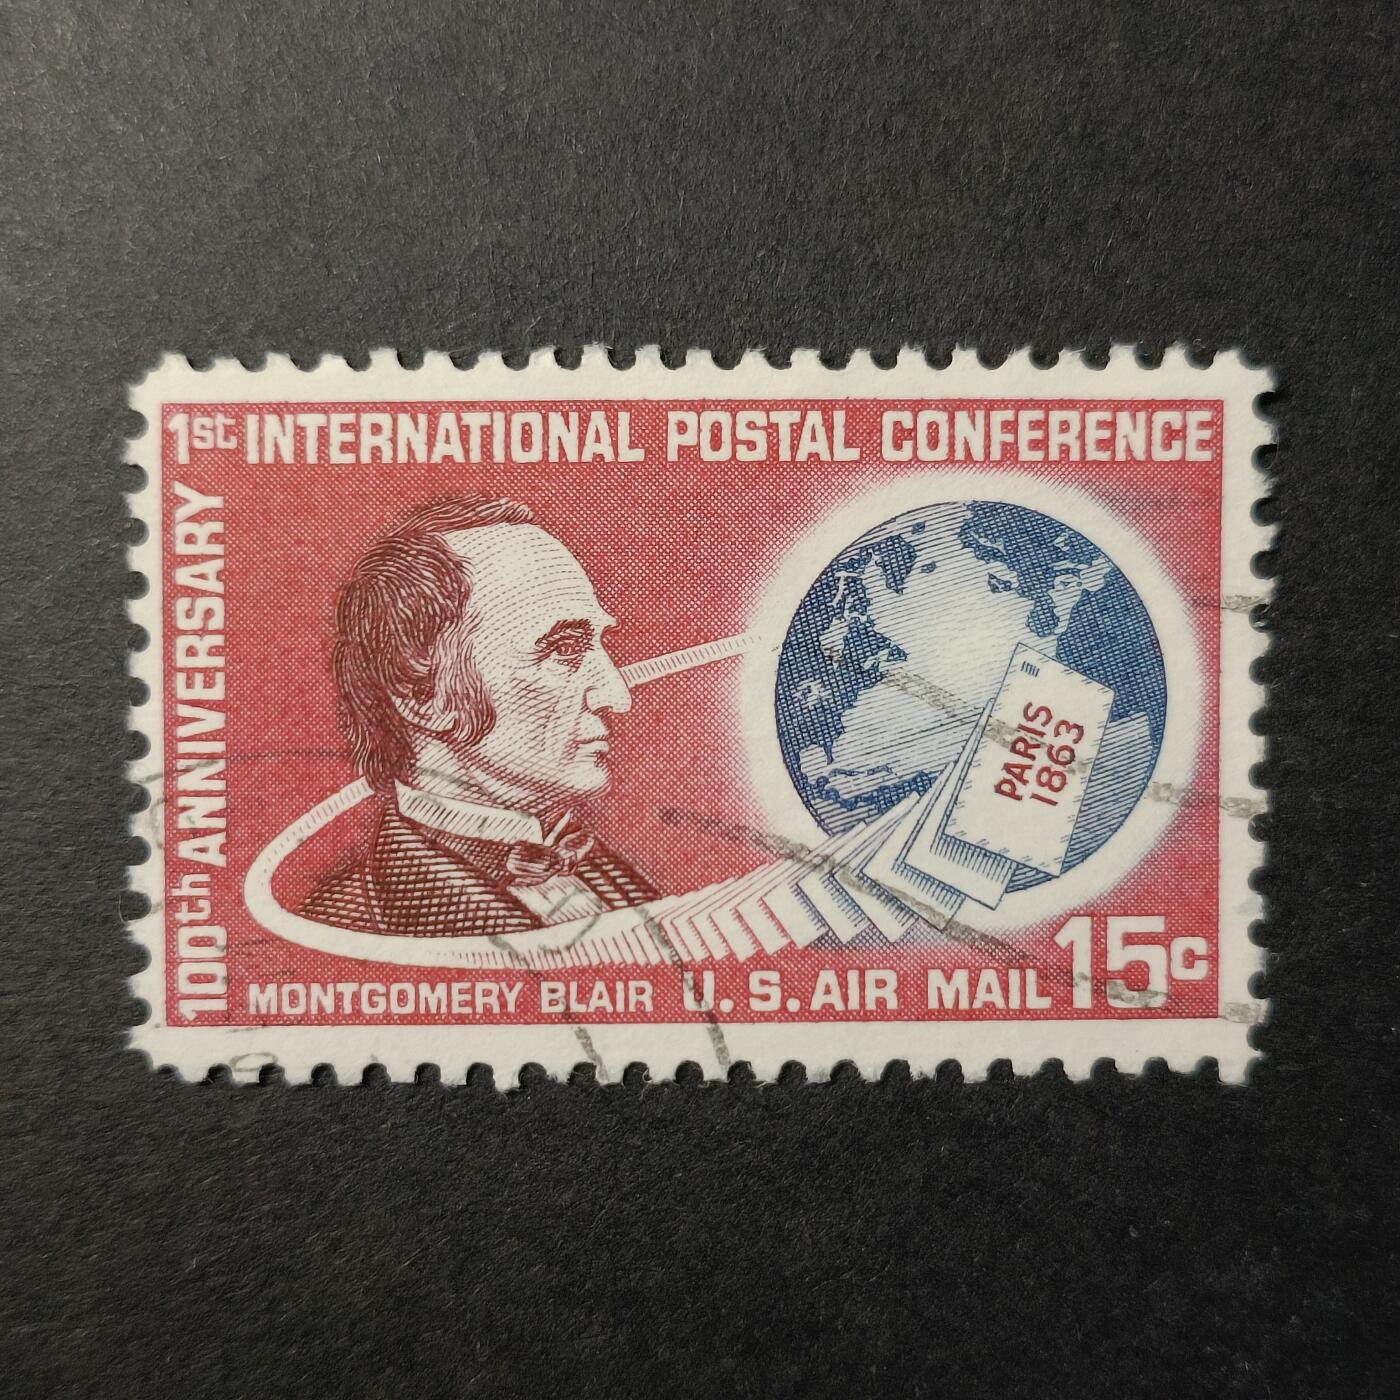 1st INTERNATIONAL POSTAL CONFERENCE
100th ANNIVERSARY
PARIS
1863
MONTGOMERY BLAIR U.S. AIR MAIL 15c